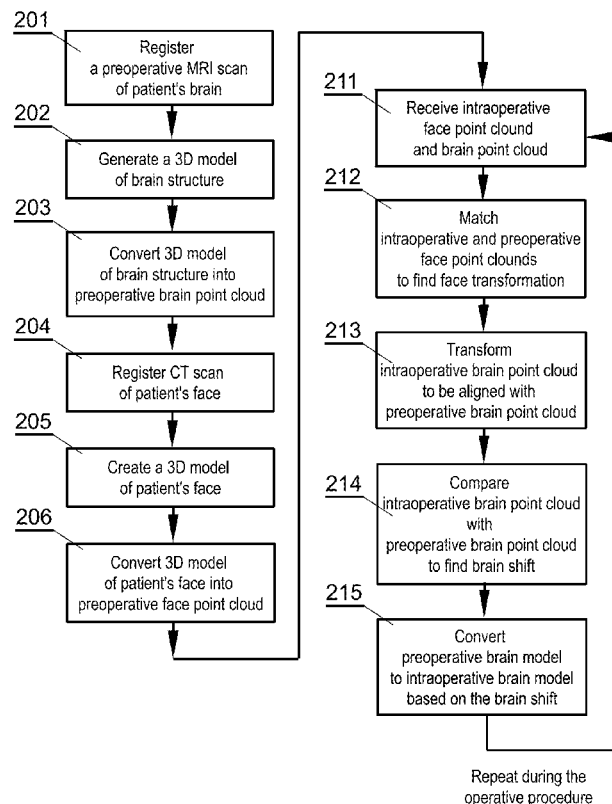 201
Register
a preoperative MRI scan
of patient's brain
202
Generate a 3D model
of brain structure
203
Convert 3D model
of brain structure into
preoperative brain point cloud
204
Register CT scan
of patient's face
205
Create a 3D model
of patient's face
206
Convert 3D model
of patient's face into
preoperative face point cloud
211
Receive intraoperative
face point clound
and brain point cloud
212
Match
intraoperative and preoperative
face point clounds
to find face transformation
213
Transform
intraoperative brain point cloud
to be aligned with
preoperative brain point cloud
214
Compare
intraoperative brain point cloud
with
preoperative brain point cloud
to find brain shift
215
Convert
preoperative brain model
to intraoperative brain model
based on the brain shift
Repeat during the
operative procedure